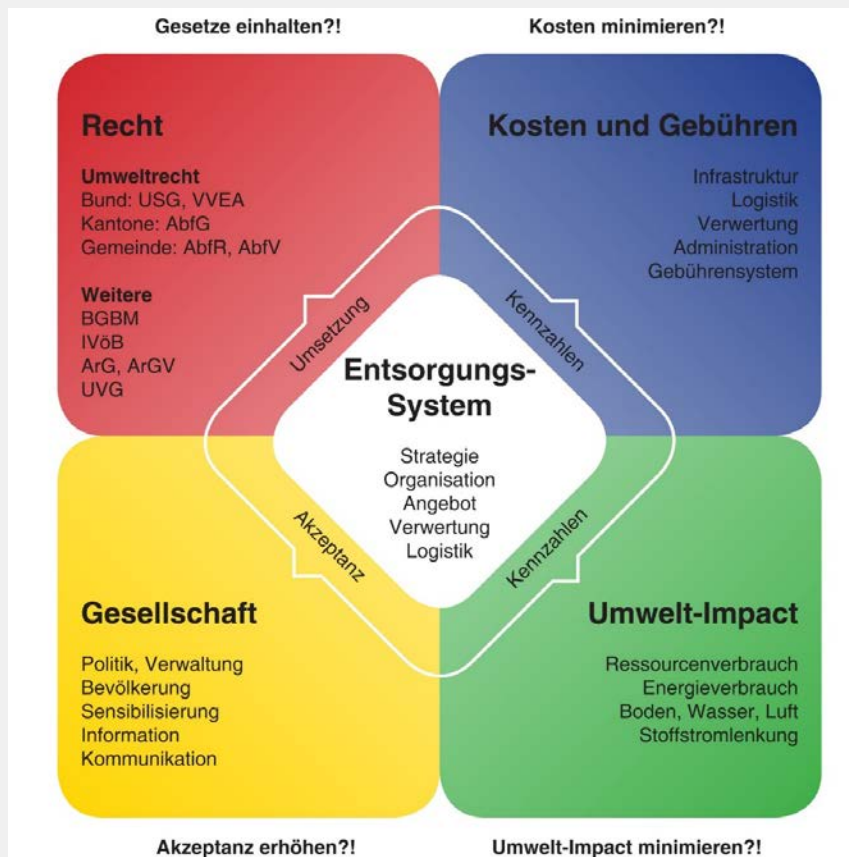 Gesetze einhalten?!
Kosten minimieren?!
Recht
Umweltrecht
Bund: USG, VVEA
Kantone: AbfG
Gemeinde: AbfR, AbfV
Weitere
BGBM
IVöB
ArG, ArGV
UVG
Kosten und Gebühren
Infrastruktur
Logistik
Verwertung
Administration
Gebührensystem
Umsetzung
Kennzahlen
Entsorgungs-
System
Strategie
Organisation
Angebot
Verwertung
Logistik
Akzeptanz
Kennzahlen
Gesellschaft
Politik, Verwaltung
Bevölkerung
Sensibilisierung
Information
Kommunikation
Umwelt-Impact
Ressourcenverbrauch
Energieverbrauch
Boden, Wasser, Luft
Stoffstromlenkung
Akzeptanz erhöhen?!
Umwelt-Impact minimieren?!